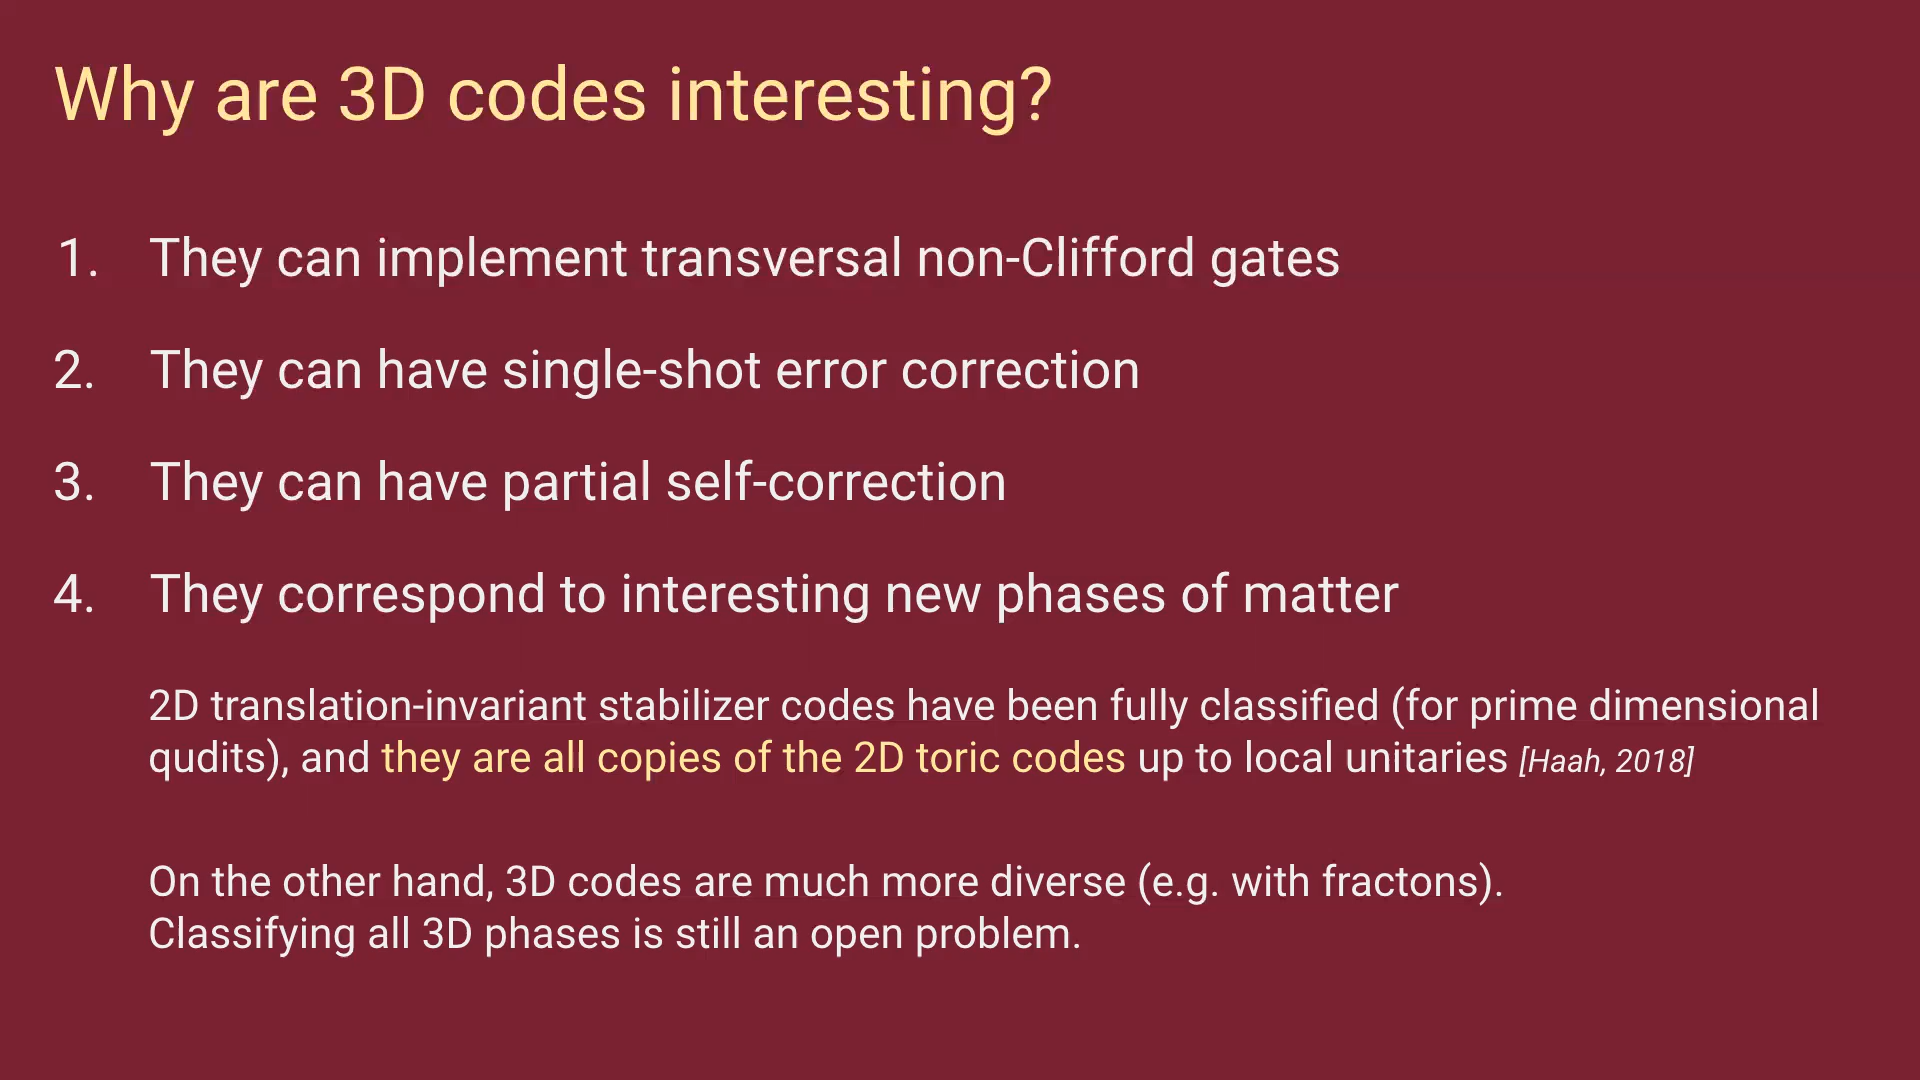 Why are 3D codes interesting?
1. They can implement transversal non-Clifford gates
2. They can have single-shot error correction
3. They can have partial self-correction
4. They correspond to interesting new phases of matter
2D translation-invariant stabilizer codes have been fully classified (for prime dimensional
qudits), and they are all copies of the 2D toric codes up to local unitaries [Haah, 2018]
On the other hand, 3D codes are much more diverse (e.g. with fractons).
Classifying all 3D phases is still an open problem.